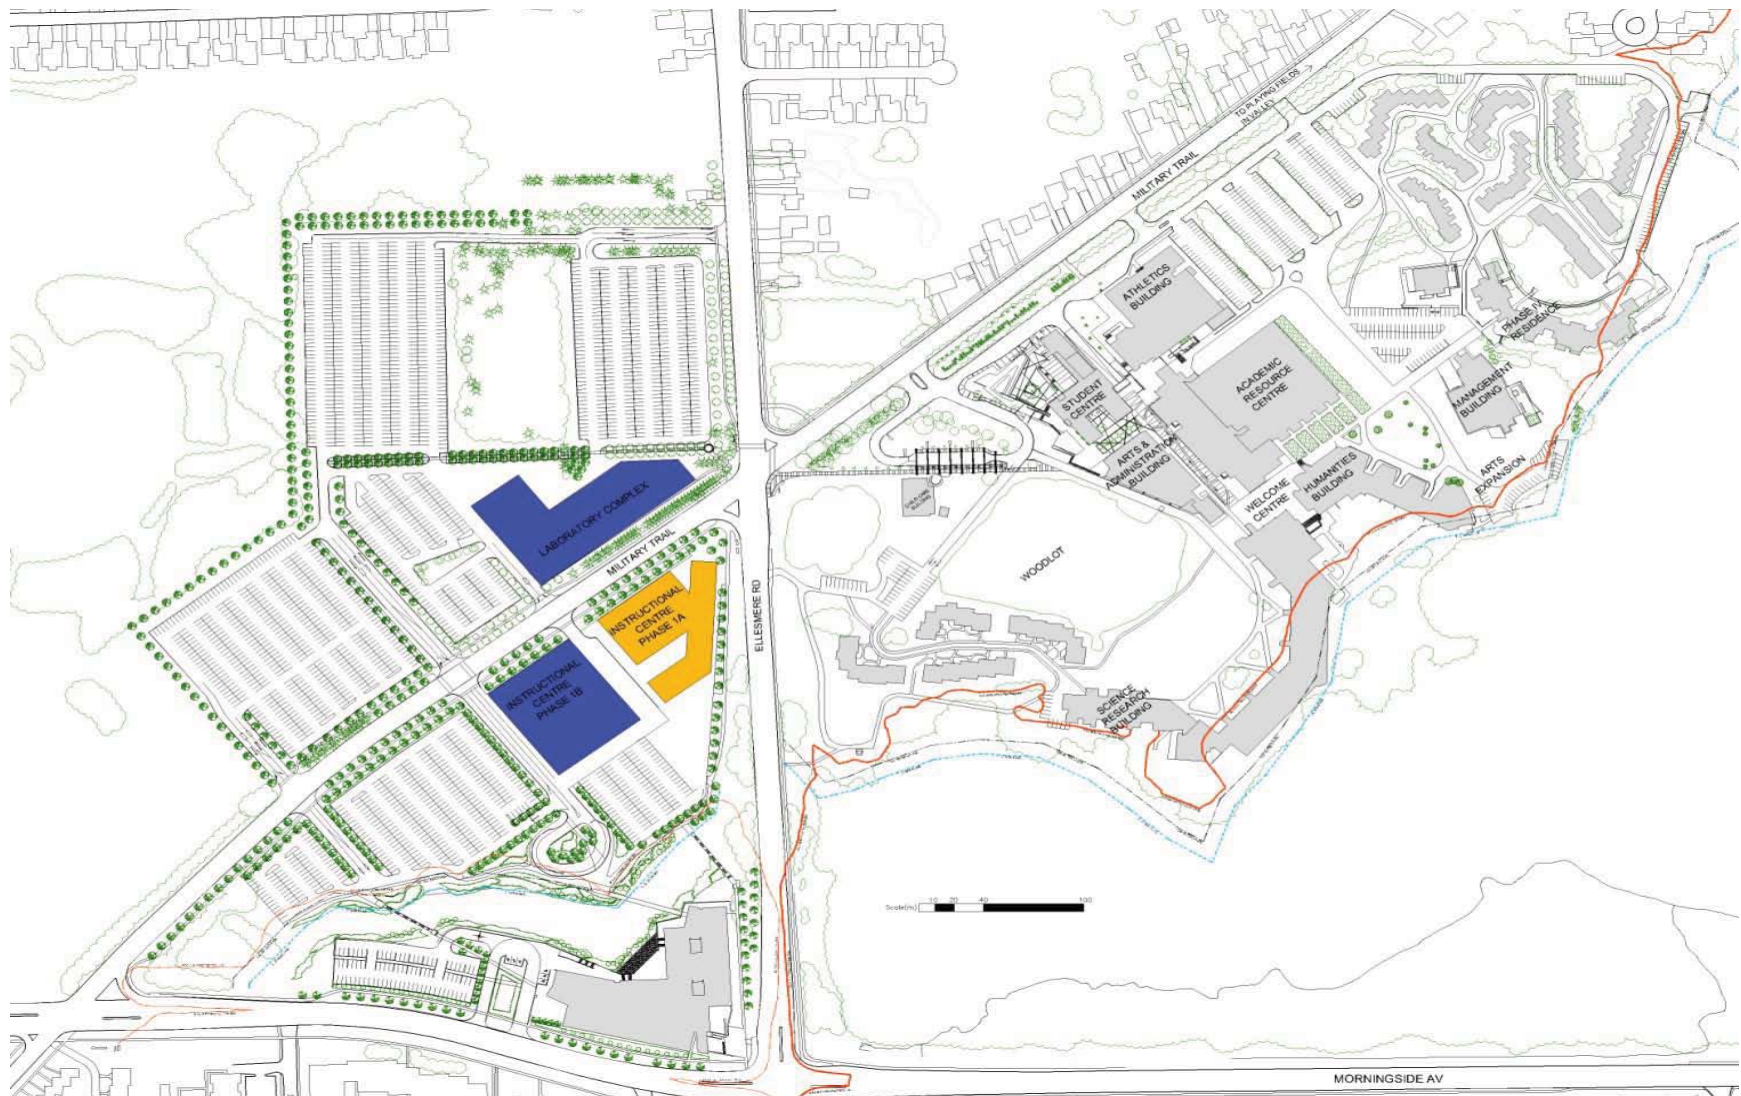 TO PLAYING FIELDS
IN VALLEY
MILITARY TRAIL
ATHLETICS
BUILDING
PHASE IV
RESIDENCE
STUDENT
CENTRE
ACADEMIC
RESOURCE
CENTRE
MANAGEMENT
BUILDING
ARTS &
ADMINISTRATION
BUILDING
HUMANITIES
BUILDING
ARTS
EXPANSION
WELCOME
CENTRE
LABORATORY COMPLEX
MILITARY TRAIL
WOODLOT
INSTRUCTIONAL
CENTRE
PHASE 1A
ELLESMERE RD
INSTRUCTIONAL
CENTRE
PHASE 1B
SCIENCE
RESEARCH
BUILDING
Scale(m) 10 20 40 100
MORNINGSIDE AV